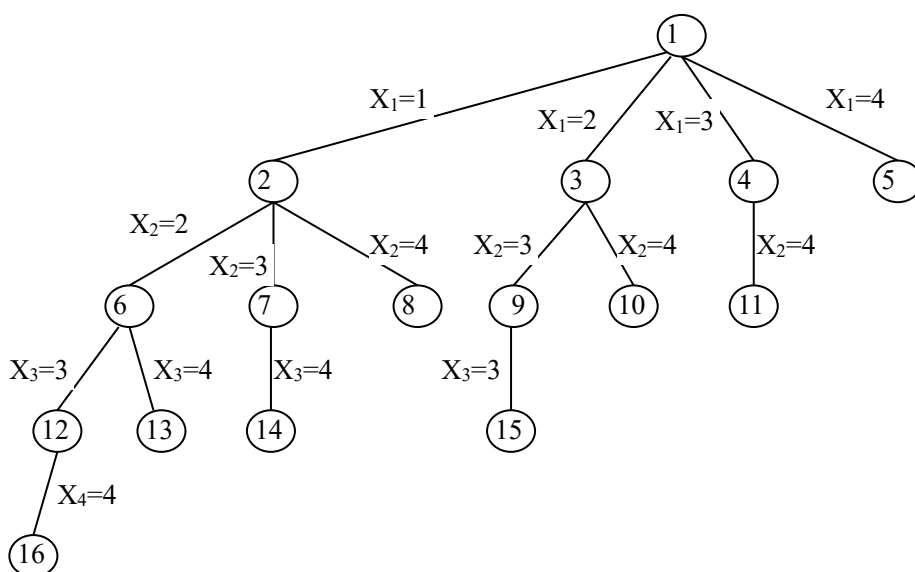 1
X₁=1
X₁=2
X₁=3
X₁=4
2
3
4
5
X₂=2
X₂=3
X₂=4
X₂=3
X₂=4
X₂=4
6
7
8
9
10
11
X₃=3
X₃=4
X₃=4
X₃=3
12
13
14
15
X₄=4
16